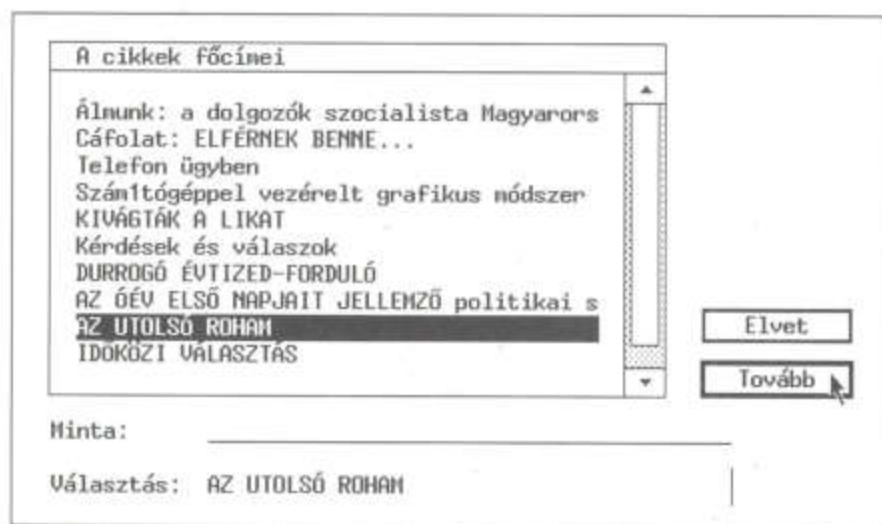 A cikkek főcímei
Álmunk: a dolgozók szocialista Magyarors
Cáfolat: ELFÉRNEK BENNE...
Telefon ügyben
Szám1tógéppel vezérelt grafikus módszer
KIVÁGTÁK A LIKAT
Kérdések és válaszok
DURROGÓ ÉVTIZED-FORDULÓ
AZ ÓÉV ELSŐ NAPJAIT JELLEMZŐ politikai s
AZ UTOLSÓ ROHAM
IDŐKÖZI VÁLASZTÁS
Elvet
Tovább
Minta:
Választás: AZ UTOLSÓ ROHAM